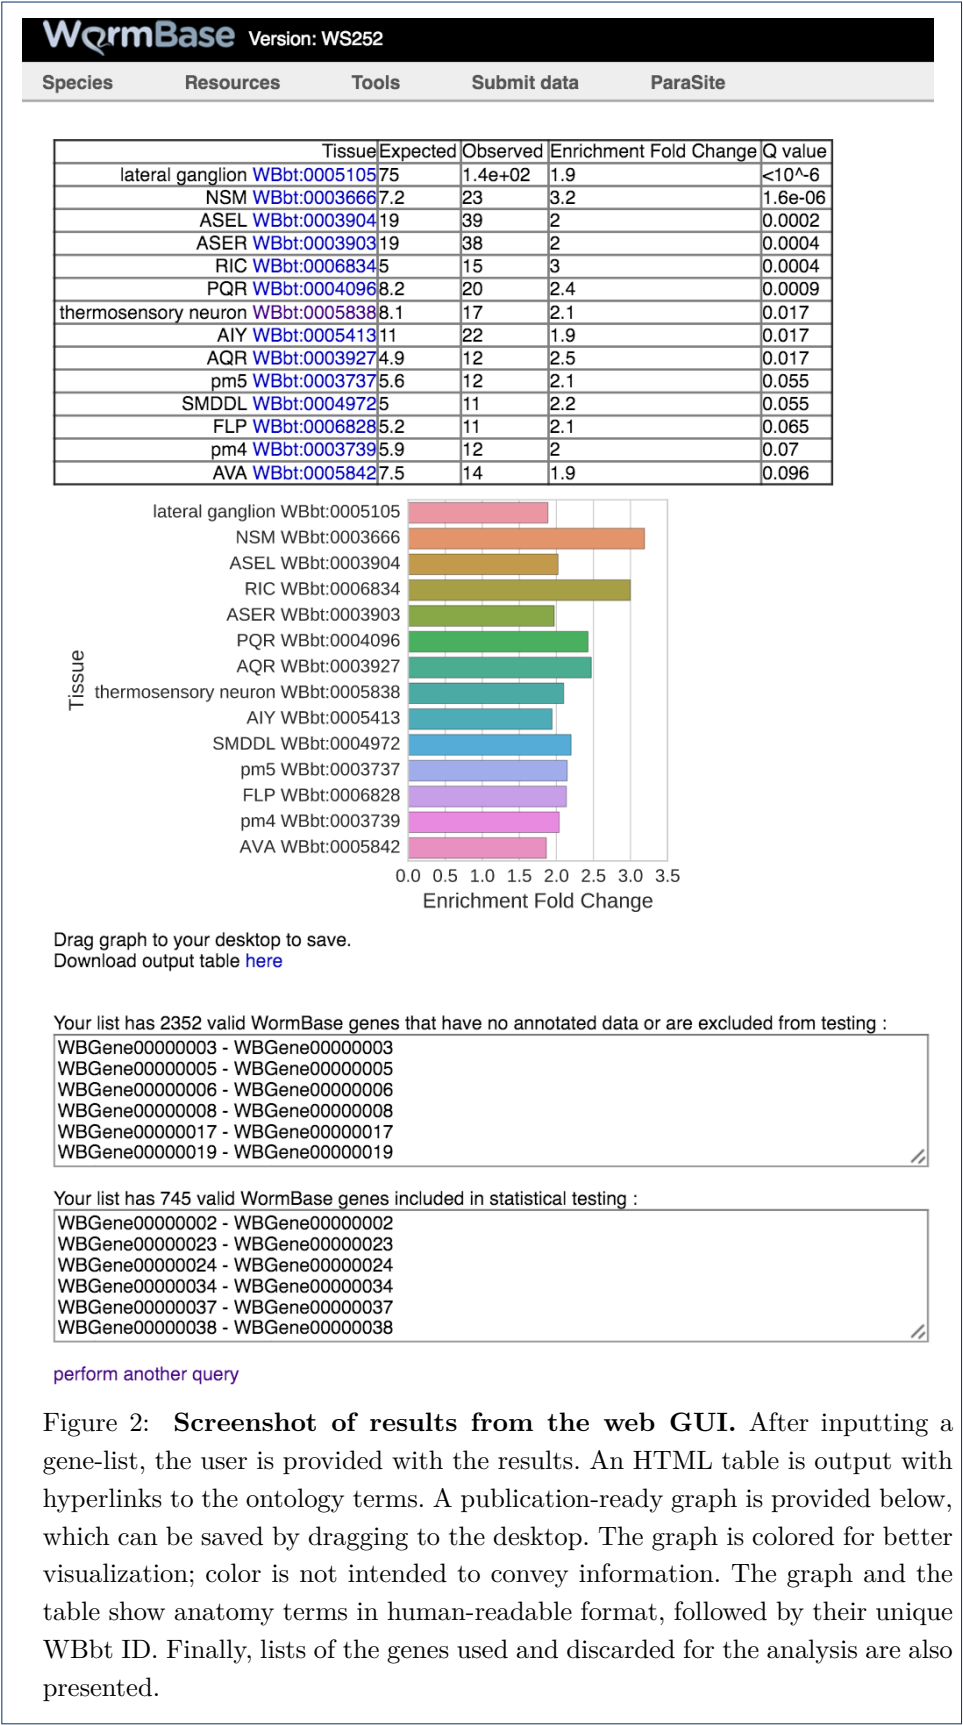 WormBase Version: WS252
Species Resources Tools Submit data ParaSite
Tissue Expected Observed Enrichment Fold Change Q value
lateral ganglion WBbt:0005105 75 1.4e+02 1.9 <10^-6
NSM WBbt:0003666 7.2 23 3.2 1.6e-06
ASEL WBbt:0003904 19 39 2 0.0002
ASER WBbt:0003903 19 38 2 0.0004
RIC WBbt:0006834 5 15 3 0.0004
PQR WBbt:0004096 8.2 20 2.4 0.0009
thermosensory neuron WBbt:0005838 8.1 17 2.1 0.017
AIY WBbt:0005413 11 22 1.9 0.017
AQR WBbt:0003927 4.9 12 2.5 0.017
pm5 WBbt:0003737 5.6 12 2.1 0.055
SMDDL WBbt:0004972 5 11 2.2 0.055
FLP WBbt:0006828 5.2 11 2.1 0.065
pm4 WBbt:0003739 5.9 12 2 0.07
AVA WBbt:0005842 7.5 14 1.9 0.096
lateral ganglion WBbt:0005105
NSM WBbt:0003666
ASEL WBbt:0003904
RIC WBbt:0006834
ASER WBbt:0003903
PQR WBbt:0004096
AQR WBbt:0003927
thermosensory neuron WBbt:0005838
AIY WBbt:0005413
SMDDL WBbt:0004972
pm5 WBbt:0003737
FLP WBbt:0006828
pm4 WBbt:0003739
AVA WBbt:0005842
Tissue
0.0 0.5 1.0 1.5 2.0 2.5 3.0 3.5
Enrichment Fold Change
Drag graph to your desktop to save.
Download output table here
Your list has 2352 valid WormBase genes that have no annotated data or are excluded from testing :
WBGene00000003 - WBGene00000003
WBGene00000005 - WBGene00000005
WBGene00000006 - WBGene00000006
WBGene00000008 - WBGene00000008
WBGene00000017 - WBGene00000017
WBGene00000019 - WBGene00000019
Your list has 745 valid WormBase genes included in statistical testing :
WBGene00000002 - WBGene00000002
WBGene00000023 - WBGene00000023
WBGene00000024 - WBGene00000024
WBGene00000034 - WBGene00000034
WBGene00000037 - WBGene00000037
WBGene00000038 - WBGene00000038
perform another query
Figure 2: Screenshot of results from the web GUI. After inputting a
gene-list, the user is provided with the results. An HTML table is output with
hyperlinks to the ontology terms. A publication-ready graph is provided below,
which can be saved by dragging to the desktop. The graph is colored for better
visualization; color is not intended to convey information. The graph and the
table show anatomy terms in human-readable format, followed by their unique
WBbt ID. Finally, lists of the genes used and discarded for the analysis are also
presented.